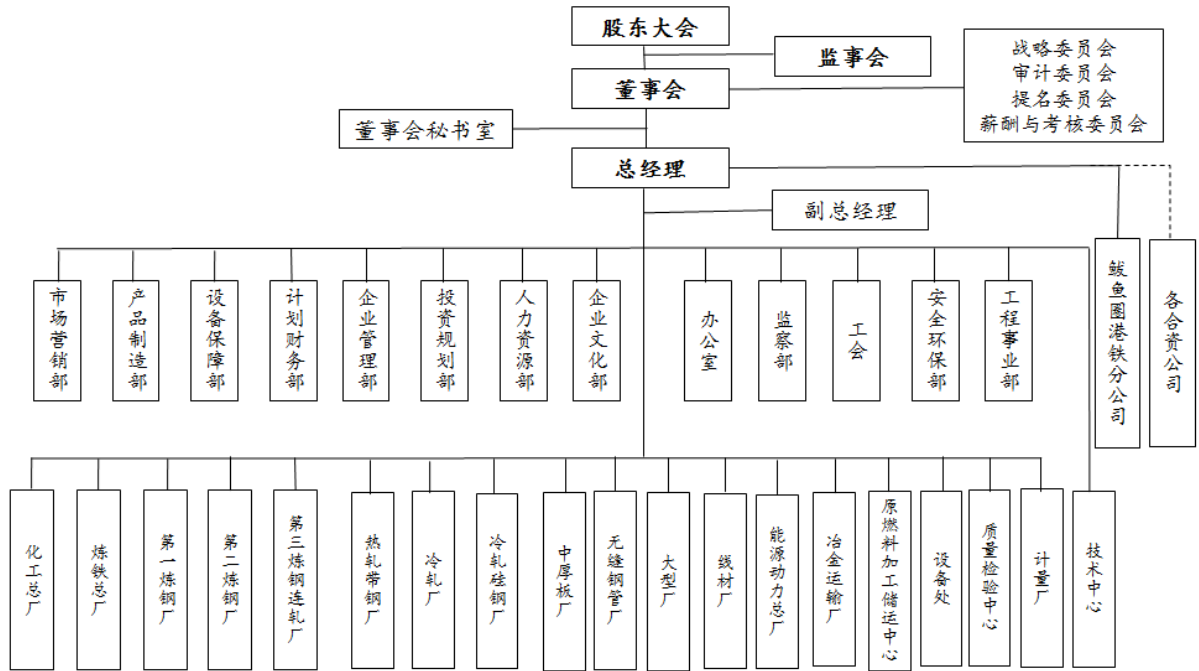 股东大会
监事会
董事会
战略委员会
审计委员会
提名委员会
薪酬与考核委员会
董事会秘书室
总经理
副总经理
市场营销部
产品制造部
设备保障部
计划财务部
企业管理部
投资规划部
人力资源部
企业文化部
办公室
监察部
工会
安全环保部
工程事业部
鲅鱼圈港铁分公司
各合资公司
化工总厂
炼铁总厂
第一炼钢厂
第二炼钢厂
第三炼钢连轧厂
热轧带钢厂
冷轧厂
冷轧硅钢厂
中厚板厂
无缝钢管厂
大型厂
线材厂
能源动力总厂
冶金运输厂
原燃料加工储运中心
设备处
质量检验中心
计量厂
技术中心